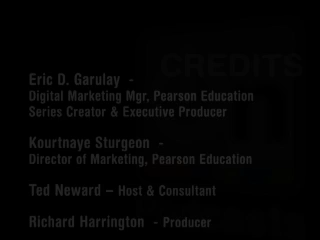 CREDITS
Eric D. Garulay -
Digital Marketing Mgr, Pearson Education
Series Creator & Executive Producer
Kourtnaye Sturgeon -
Director of Marketing, Pearson Education
Ted Neward – Host & Consultant
Richard Harrington - Producer